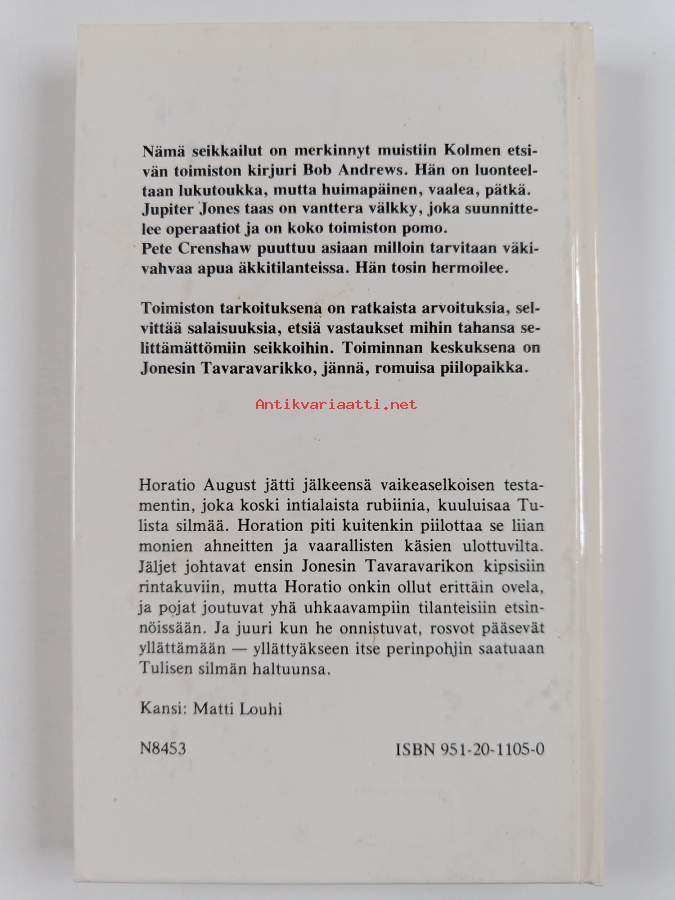 Nämä seikkailut on merkinnyt muistiin Kolmen etsi-
vän toimiston kirjuri Bob Andrews. Hän on luonteel-
taan lukutoukka, mutta huimapäinen, vaalea, pätkä.
Jupiter Jones taas on vanttera välkky, joka suunnitte-
lee operaatiot ja on koko toimiston pomo.
Pete Crenshaw puuttuu asiaan milloin tarvitaan väki-
vahvaa apua äkkitilanteissa. Hän tosin hermoilee.
Toimiston tarkoituksena on ratkaista arvoituksia, sel-
vittää salaisuuksia, etsiä vastaukset mihin tahansa se-
littämättömiin seikkoihin. Toiminnan keskuksena on
Jonesin Tavaravarikko, jännä, romuisa piilopaikka.
Antikvariaatti.net
Horatio August jätti jälkeensä vaikeaselkoisen testa-
mentin, joka koski intialaista rubiinia, kuuluisaa Tu-
lista silmää. Horation piti kuitenkin piilottaa se liian
monien ahneitten ja vaarallisten käsien ulottuvilta.
Jäljet johtavat ensin Jonesin Tavaravarikon kipsisiin
rintakuviin, mutta Horatio onkin ollut erittäin ovela,
ja pojat joutuvat yhä uhkaavampiin tilanteisiin etsin-
nöissään. Ja juuri kun he onnistuvat, rosvot pääsevät
yllättämään — yllättyäkseen itse perinpohjin saatuaan
Tulisen silmän haltuunsa.
Kansi: Matti Louhi
N8453 ISBN 951-20-1105-0